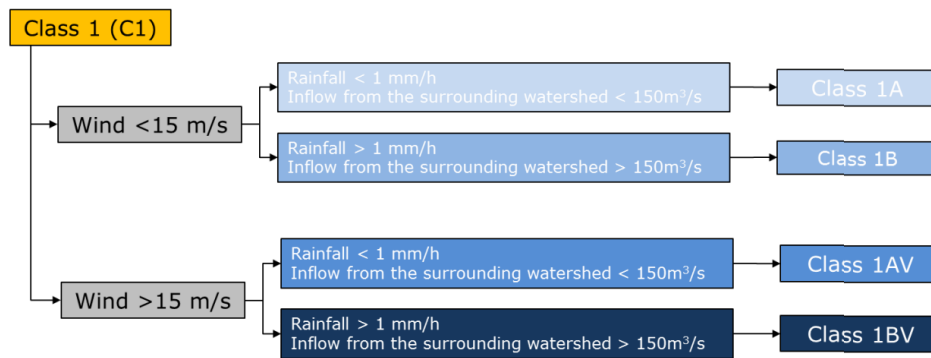 Class 1 (C1)
Wind <15 m/s
Rainfall < 1 mm/h
Inflow from the surrounding watershed < 150m³/s
Class 1A
Rainfall > 1 mm/h
Inflow from the surrounding watershed > 150m³/s
Class 1B
Wind >15 m/s
Rainfall < 1 mm/h
Inflow from the surrounding watershed < 150m³/s
Class 1AV
Rainfall > 1 mm/h
Inflow from the surrounding watershed > 150m³/s
Class 1BV